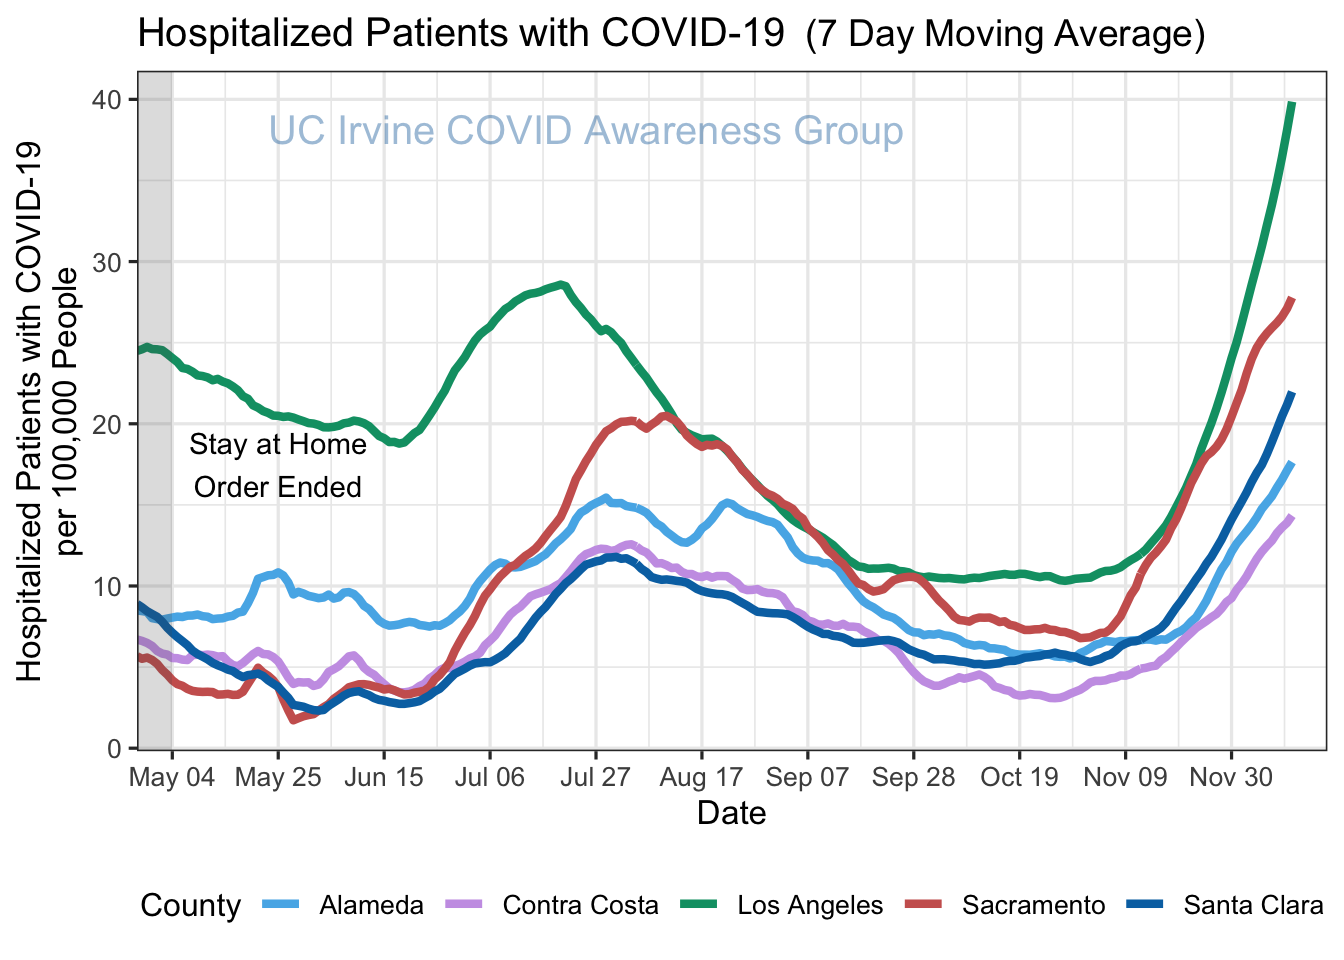 Hospitalized Patients with COVID-19 (7 Day Moving Average)
UC Irvine COVID Awareness Group
Hospitalized Patients with COVID-19
per 100,000 People
40
30
20
10
0
Stay at Home
Order Ended
May 04 May 25 Jun 15 Jul 06 Jul 27 Aug 17 Sep 07 Sep 28 Oct 19 Nov 09 Nov 30
Date
County Alameda Contra Costa Los Angeles Sacramento Santa Clara